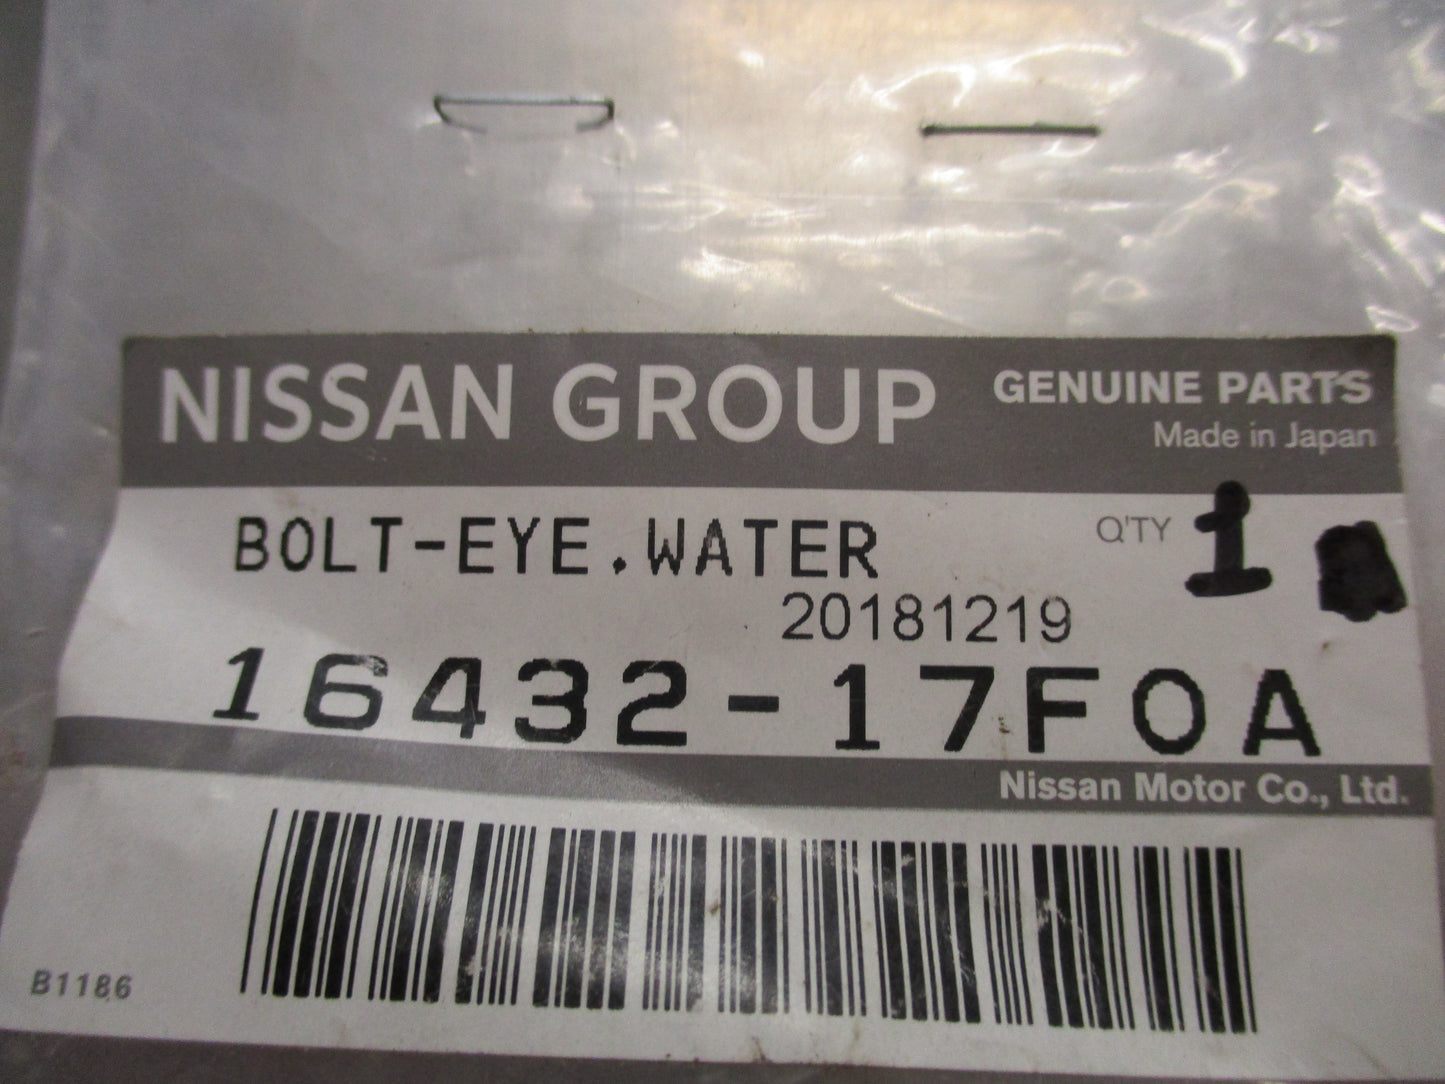 NISSAN GROUP
GENUINE PARTS
Made in Japan
BOLT-EYE.WATER
Q'TY 1
20181219
16432-17F0A
Nissan Motor Co., Ltd.
B1186